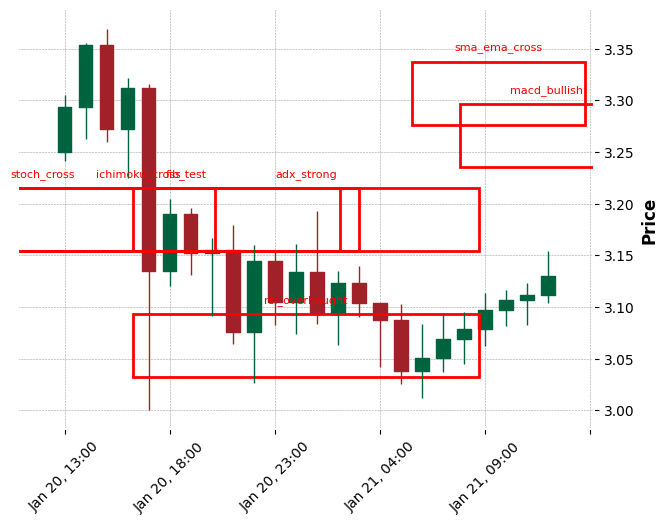 sma_ema_cross
macd_bullish
stoch_cross
adx_strong
3.35
3.30
3.25
3.20
3.15
3.10
3.05
3.00
Price
Jan 20, 13:00
Jan 20, 18:00
Jan 20, 23:00
Jan 21, 04:00
Jan 21, 09:00